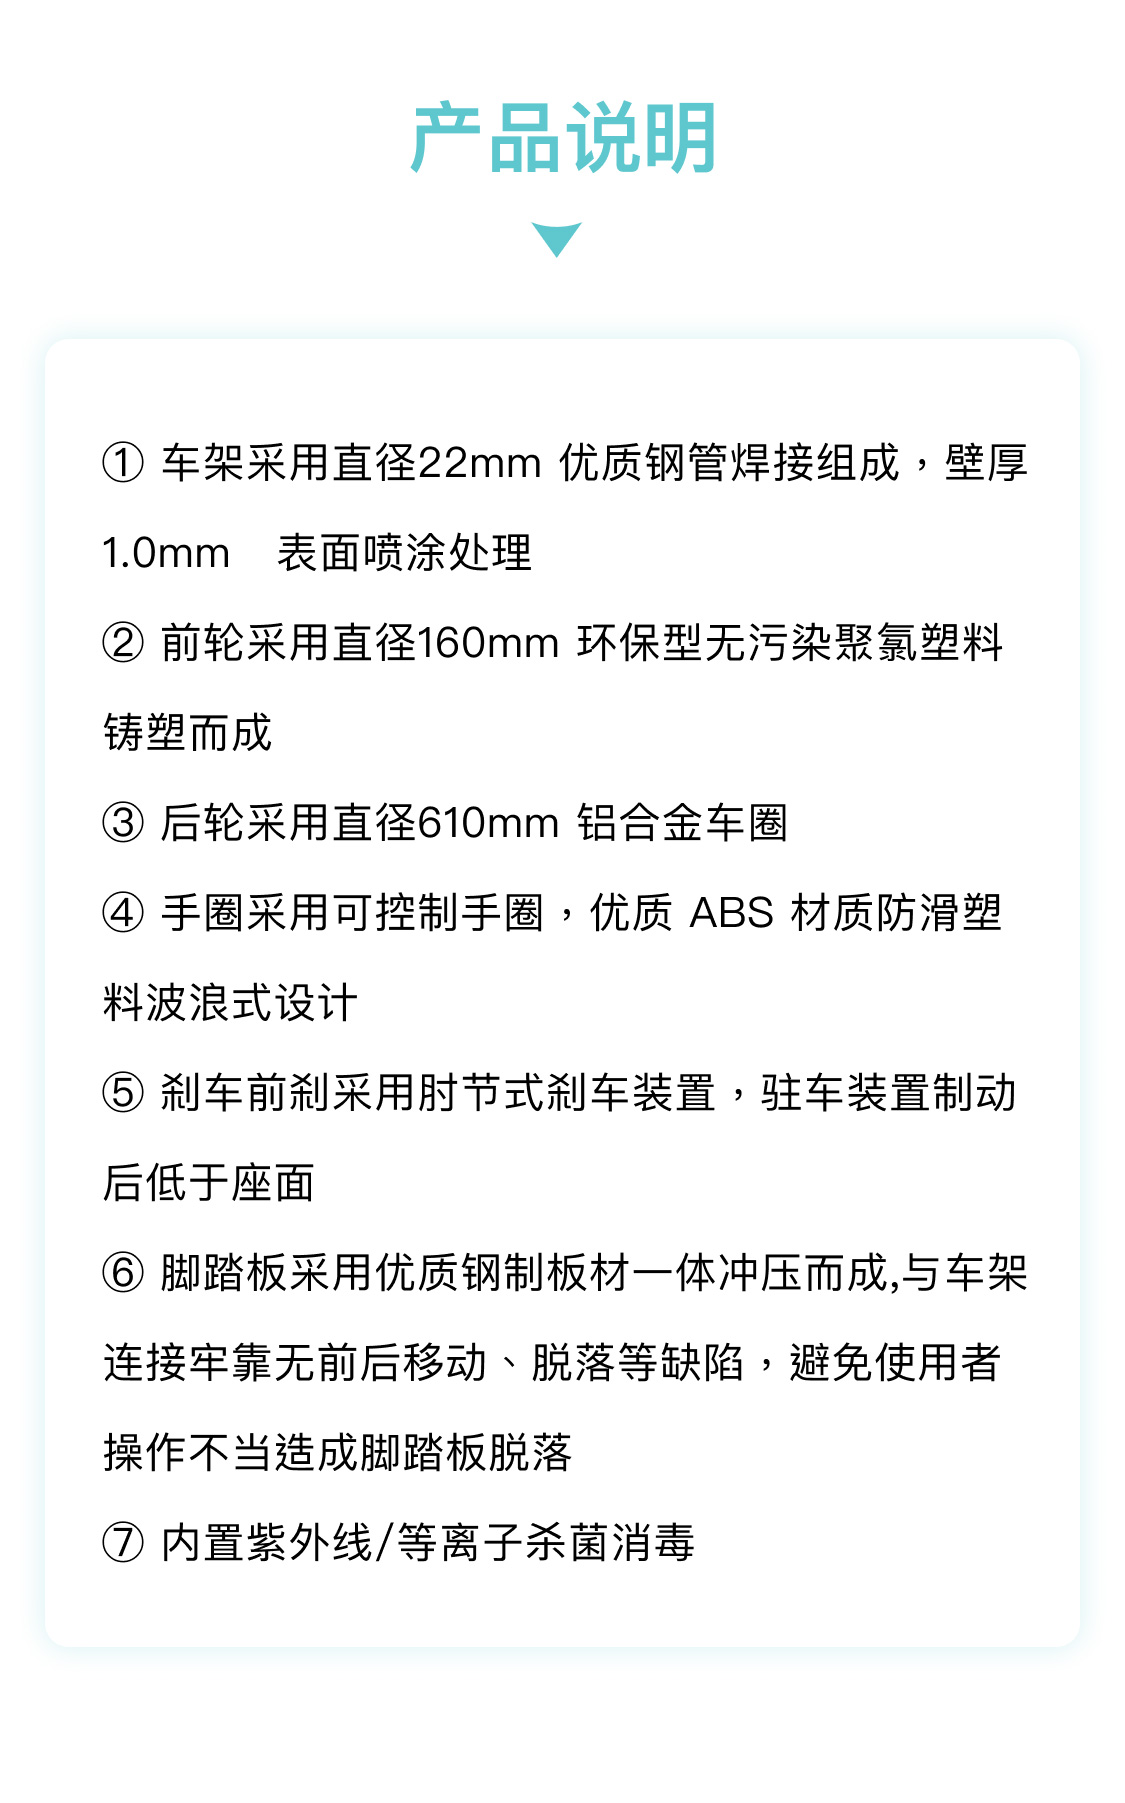 产品说明
① 车架采用直径22mm 优质钢管焊接组成，壁厚
1.0mm　表面喷涂处理
② 前轮采用直径160mm 环保型无污染聚氯塑料
铸塑而成
③ 后轮采用直径610mm 铝合金车圈
④ 手圈采用可控制手圈，优质 ABS 材质防滑塑
料波浪式设计
⑤ 刹车前刹采用肘节式刹车装置，驻车装置制动
后低于座面
⑥ 脚踏板采用优质钢制板材一体冲压而成,与车架
连接牢靠无前后移动、脱落等缺陷，避免使用者
操作不当造成脚踏板脱落
⑦ 内置紫外线/等离子杀菌消毒